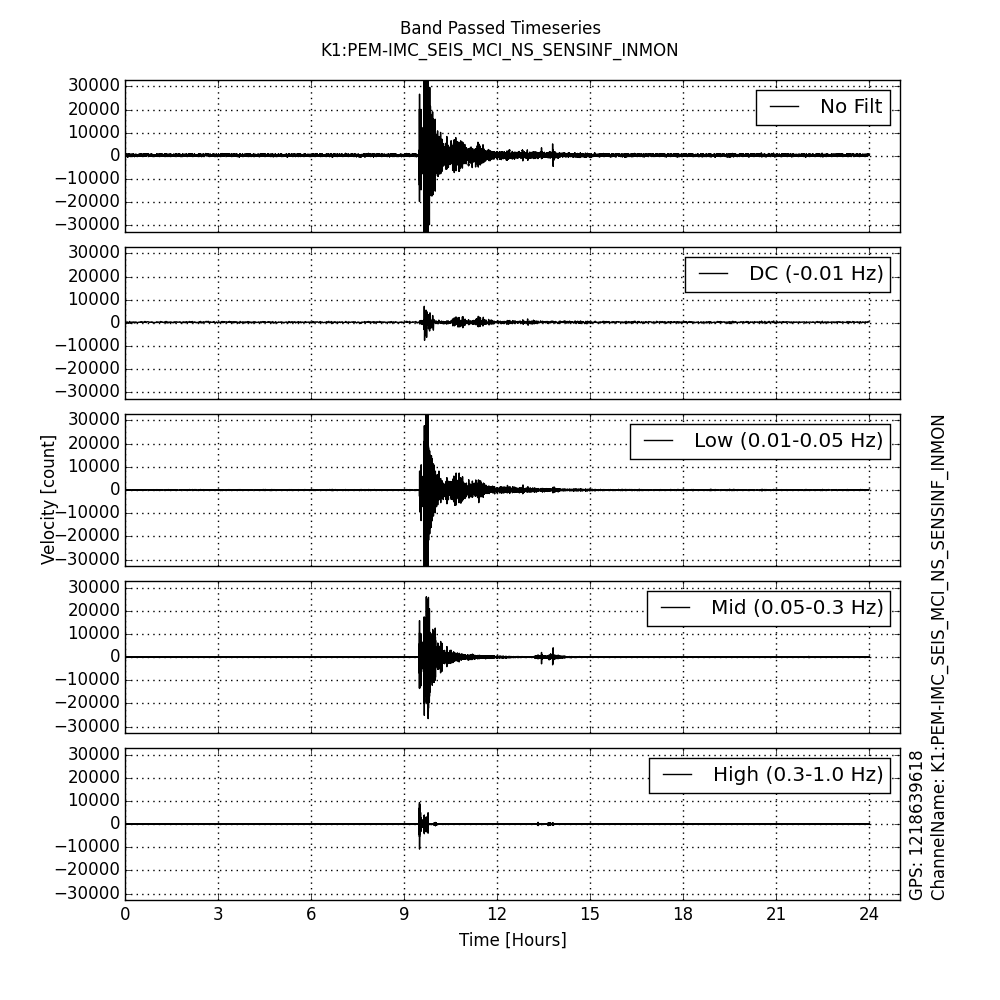 Band Passed Timeseries
K1:PEM-IMC_SEIS_MCI_NS_SENSINF_INMON
30000
20000
10000
0
−10000
−20000
−30000
No Filt
30000
20000
10000
0
−10000
−20000
−30000
DC (-0.01 Hz)
30000
20000
10000
0
−10000
−20000
−30000
Low (0.01-0.05 Hz)
Velocity [count]
30000
20000
10000
0
−10000
−20000
−30000
Mid (0.05-0.3 Hz)
30000
20000
10000
0
−10000
−20000
−30000
High (0.3-1.0 Hz)
0 3 6 9 12 15 18 21 24
Time [Hours]
GPS: 1218639618
ChannelName: K1:PEM-IMC_SEIS_MCI_NS_SENSINF_INMON